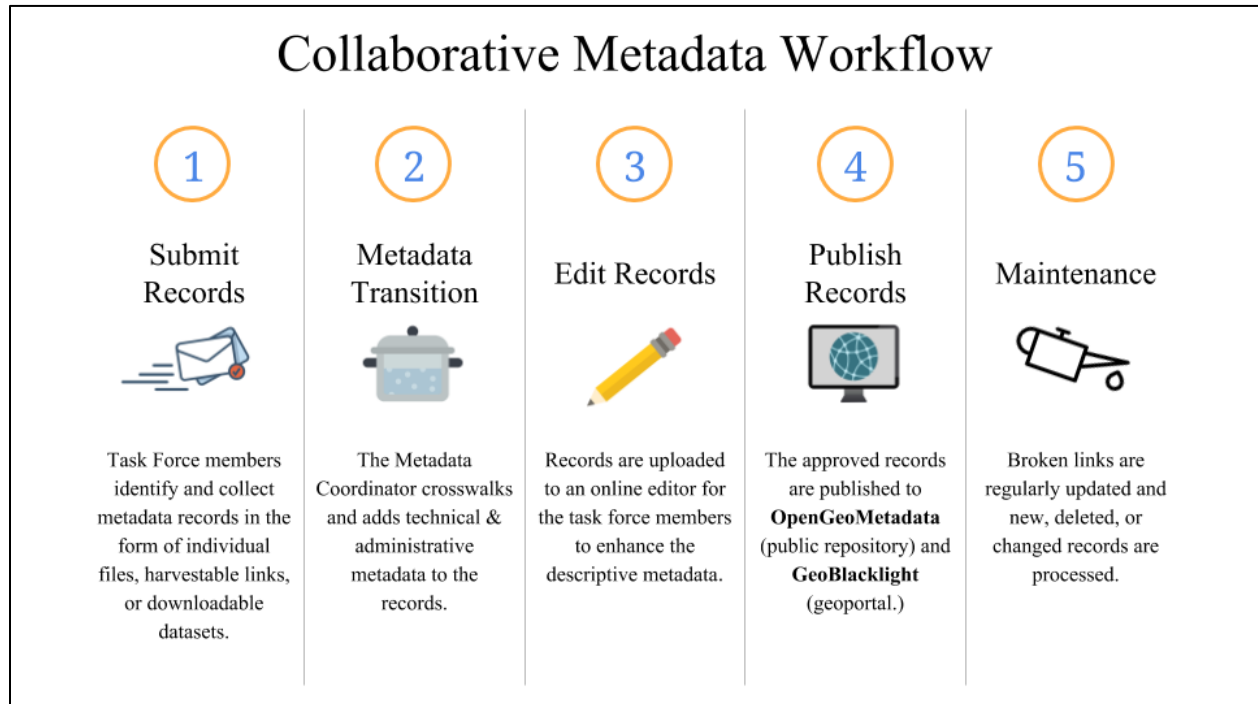 Collaborative Metadata Workflow
1
Submit
Records
Task Force members
identify and collect
metadata records in the
form of individual
files, harvestable links,
or downloadable
datasets.
2
Metadata
Transition
The Metadata
Coordinator crosswalks
and adds technical &
administrative
metadata to the
records.
3
Edit Records
Records are uploaded
to an online editor for
the task force members
to enhance the
descriptive metadata.
4
Publish
Records
The approved records
are published to
OpenGeoMetadata
(public repository) and
GeoBlacklight
(geoportal.)
5
Maintenance
Broken links are
regularly updated and
new, deleted, or
changed records are
processed.